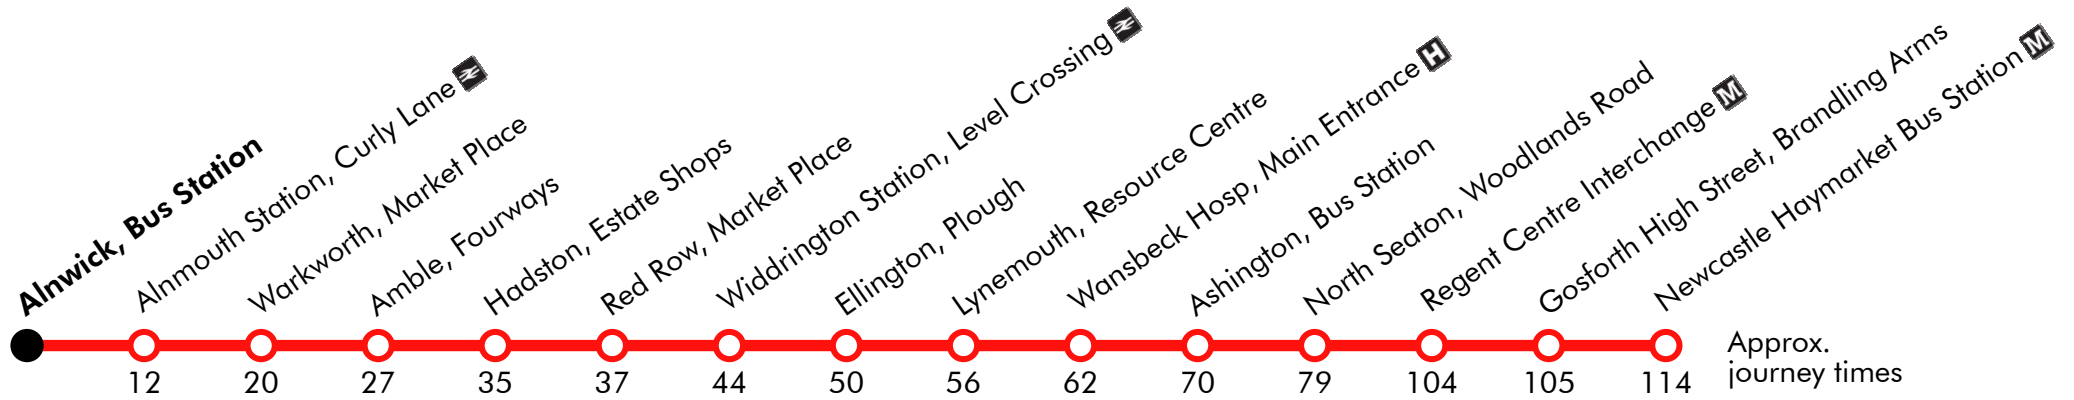 Alnwick, Bus Station
Alnmouth Station, Curly Lane
Warkworth, Market Place
Amble, Fourways
Hadston, Estate Shops
Red Row, Market Place
Widdrington Station, Level Crossing
Ellington, Plough
Lynemouth, Resource Centre
Wansbeck Hosp, Main Entrance H
Ashington, Bus Station
North Seaton, Woodlands Road
Regent Centre Interchange M
Gosforth High Street, Brandling Arms
Newcastle Haymarket Bus Station M
12 20 27 35 37 44 50 56 62 70 79 104 105 114
Approx.
journey times